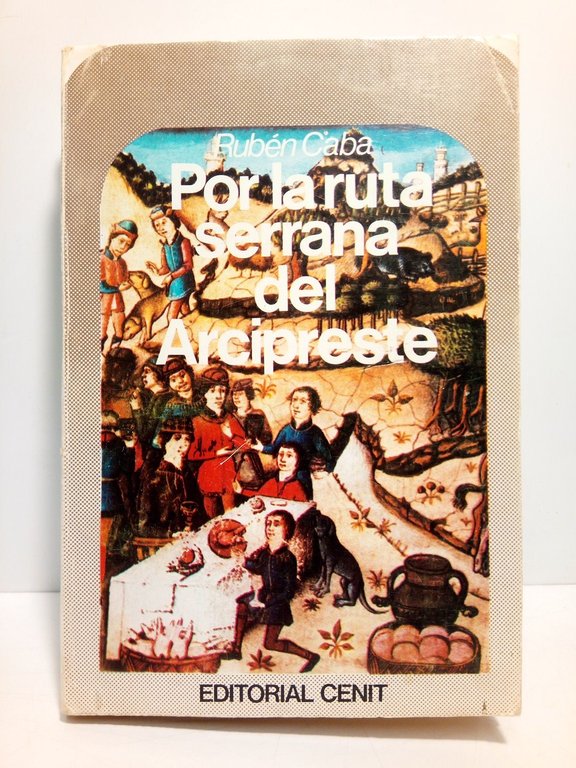 Rubén Caba
Por la ruta
serrana
del
Arcipreste
EDITORIAL CENIT